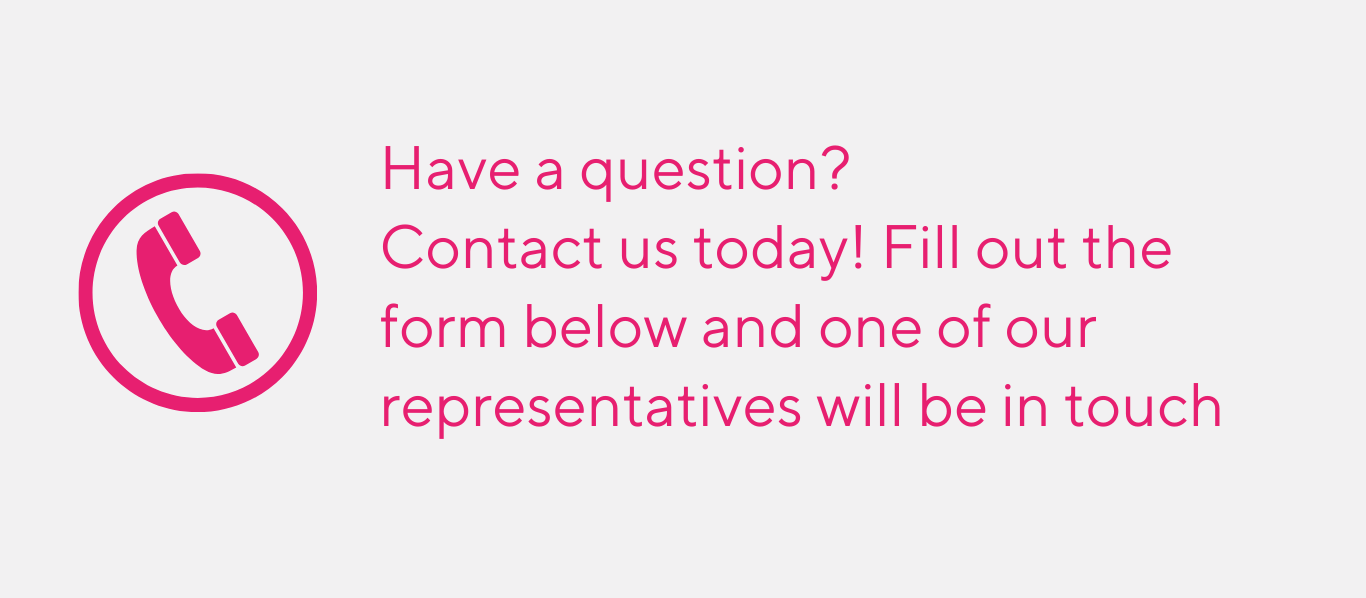 Have a question?
Contact us today! Fill out the
form below and one of our
representatives will be in touch